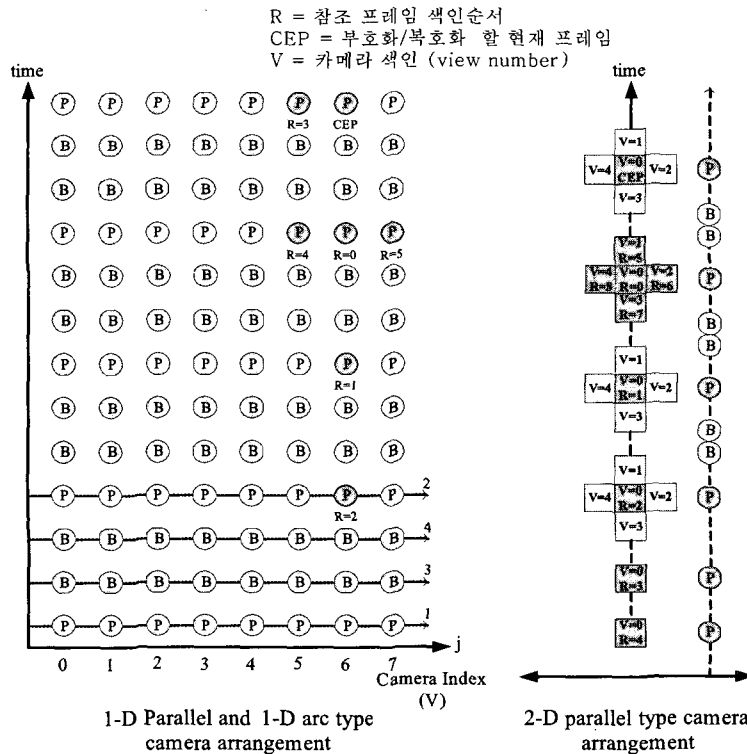 R = 참조 프레임 색인순서
CEP = 부호화/복호화 할 현재 프레임
V = 카메라 색인 (view number)
time
P P P P P P P P
R=3 CEP
B B B B B B B B
B B B B B B B B
P P P P P P P P
R=4 R=0 R=5
B B B B B B B B
B B B B B B B B
P P P P P P P P
R=1
B B B B B B B B
B B B B B B B B
P P P P P P P P 2
R=2
B B B B B B B B 4
B B B B B B B B 3
P P P P P P P P 1
j
0 1 2 3 4 5 6 7
Camera Index
(V)
1-D Parallel and 1-D arc type
camera arrangement
time
V=1
V=4 V=0 V=2 P
CEP
V=3
B
B
V=1
R=5
V=4 V=0 V=2 P
R=8 R=0 R=6
V=3
R=7
B
B
V=1
V=4 V=0 V=2 P
R=1
V=3
B
B
V=1
V=4 V=0 V=2 P
R=2
V=3
V=0 P
R=3
V=0 P
R=4
2-D parallel type camera
arrangement